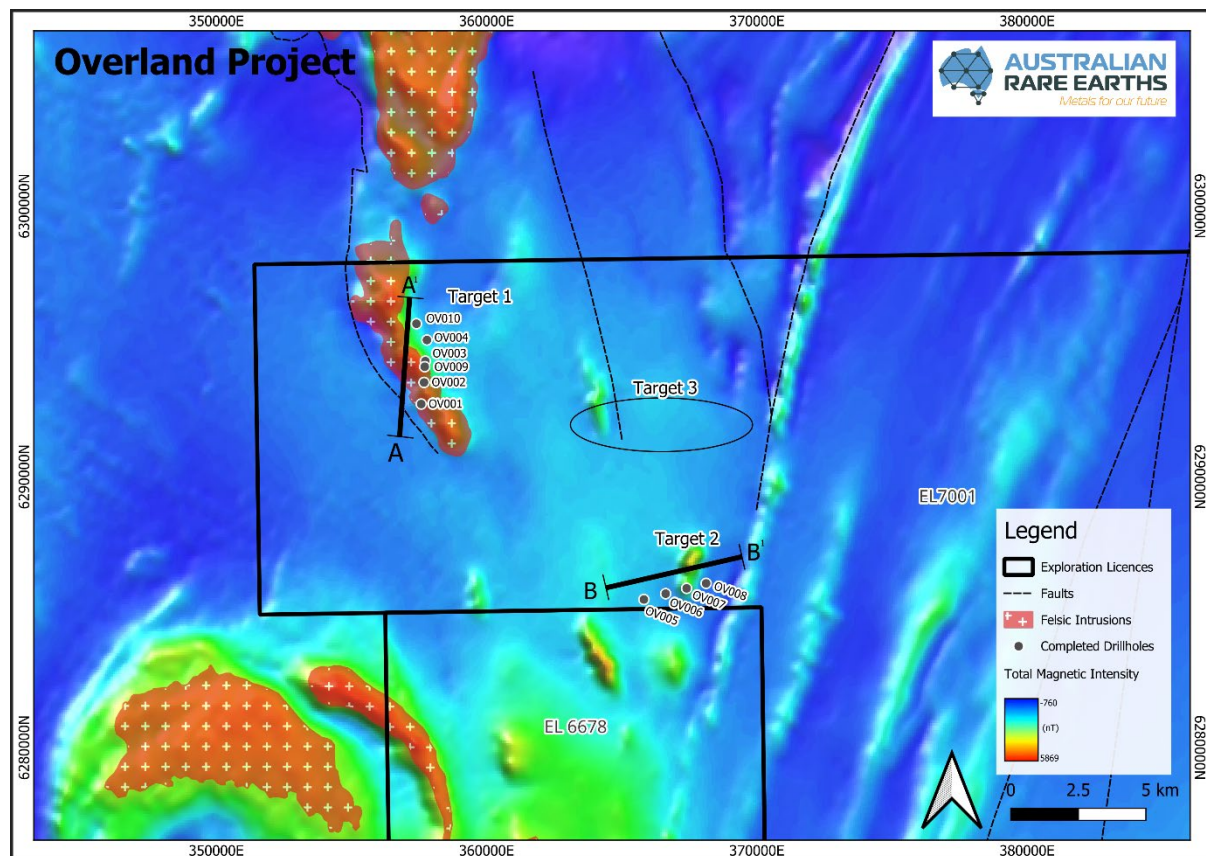 350000E
360000E
370000E
380000E
Overland Project
AUSTRALIAN
RARE EARTHS
Metals for our future
6300000N
6300000N
A¹
Target 1
OV010
OV004
OV003
OV009
OV002
OV001
A
Target 3
6290000N
6290000N
EL7001
Target 2
B
B¹
OV008
OV007
OV006
OV005
Legend
Exploration Licences
Faults
Felsic Intrusions
Completed Drillholes
Total Magnetic Intensity
-760
(nT)
5869
EL 6678
6280000N
6280000N
0 2.5 5 km
350000E
360000E
370000E
380000E